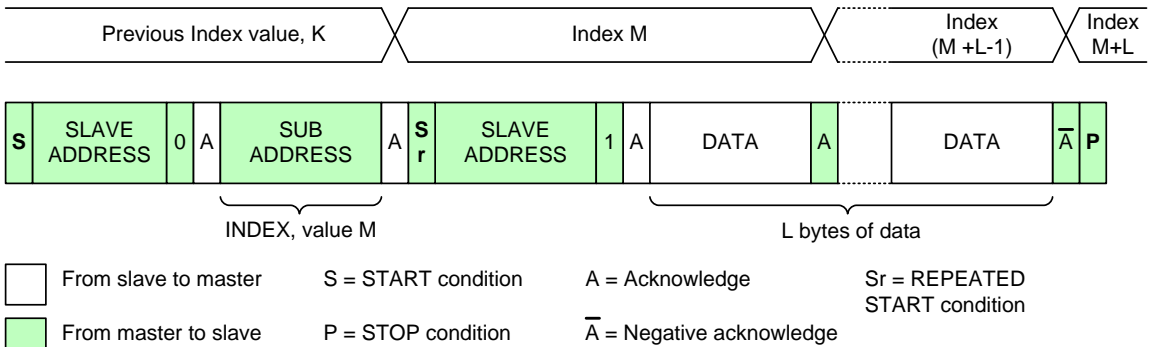 Previous Index value, K
Index M
Index
(M +L-1)
Index
M+L
S
SLAVE
ADDRESS
0
A
SUB
ADDRESS
A
S
r
SLAVE
ADDRESS
1
A
DATA
A
DATA
A̅
P
INDEX, value M
L bytes of data
From slave to master
S = START condition
A = Acknowledge
Sr = REPEATED
START condition
From master to slave
P = STOP condition
A̅ = Negative acknowledge